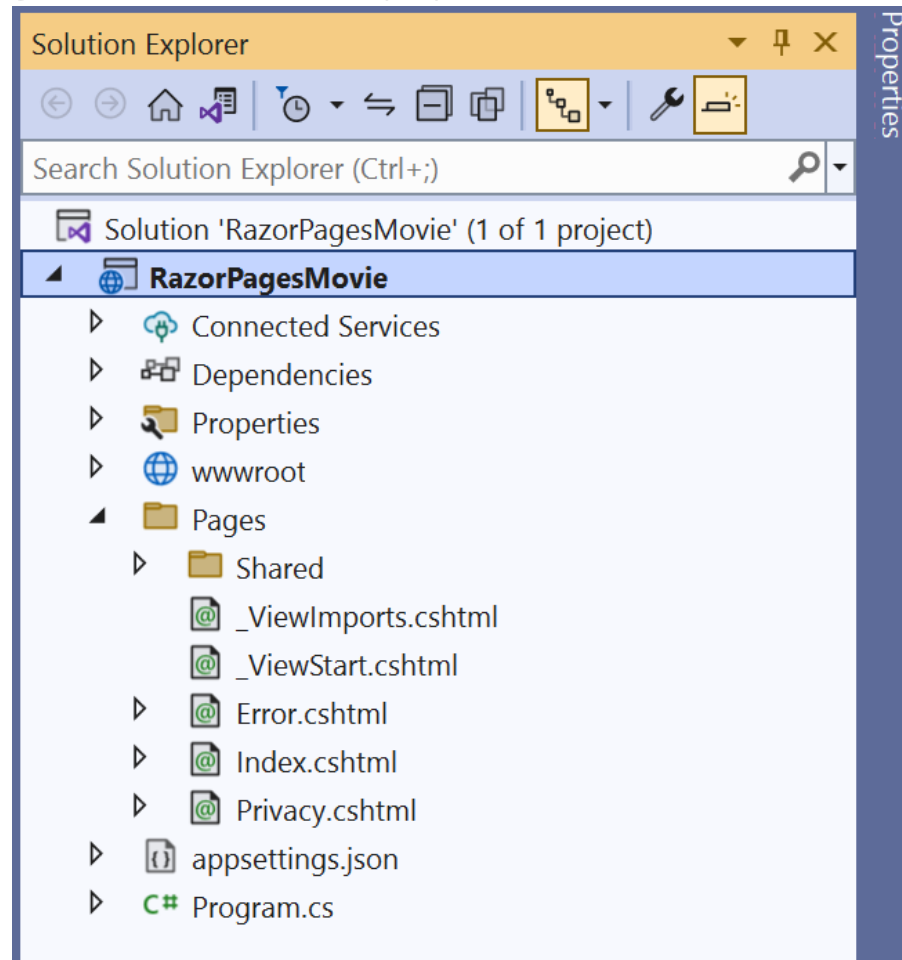 Solution Explorer
Properties
Search Solution Explorer (Ctrl+;)
Solution 'RazorPagesMovie' (1 of 1 project)
RazorPagesMovie
Connected Services
Dependencies
Properties
wwwroot
Pages
Shared
@ _ViewImports.cshtml
@ _ViewStart.cshtml
@ Error.cshtml
@ Index.cshtml
@ Privacy.cshtml
{} appsettings.json
C# Program.cs